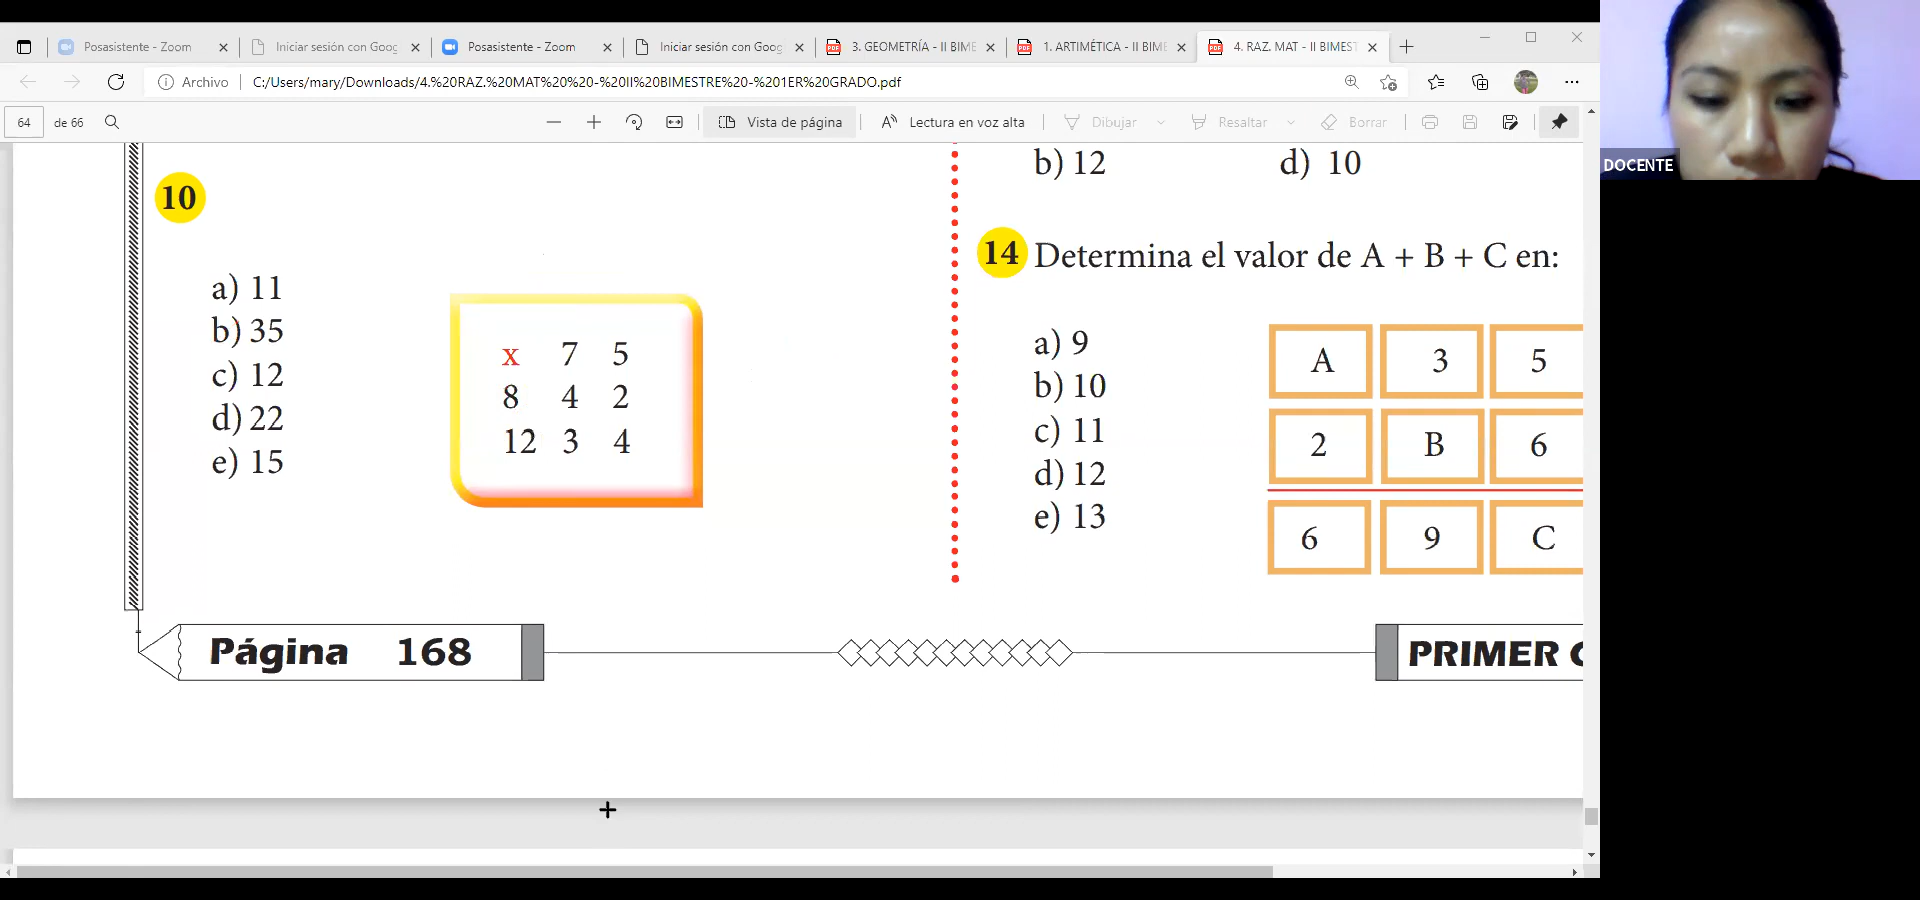 Posasistente - Zoom
Iniciar sesión con Goog
Posasistente - Zoom
Iniciar sesión con Goog
3. GEOMETRÍA - II BIME
1. ARTIMÉTICA - II BIME
4. RAZ. MAT - II BIMEST
Archivo
C:/Users/mary/Downloads/4.%20RAZ.%20MAT%20%20-%20II%20BIMESTRE%20-%201ER%20GRADO.pdf
64 de 66
Vista de página
Lectura en voz alta
Dibujar
Resaltar
Borrar
DOCENTE
10
a) 11
b) 35
c) 12
d) 22
e) 15
x 7 5
8 4 2
12 3 4
b) 12 d) 10
14 Determina el valor de A + B + C en:
a) 9
b) 10
c) 11
d) 12
e) 13
A 3 5
2 B 6
6 9 C
Página 168
PRIMER